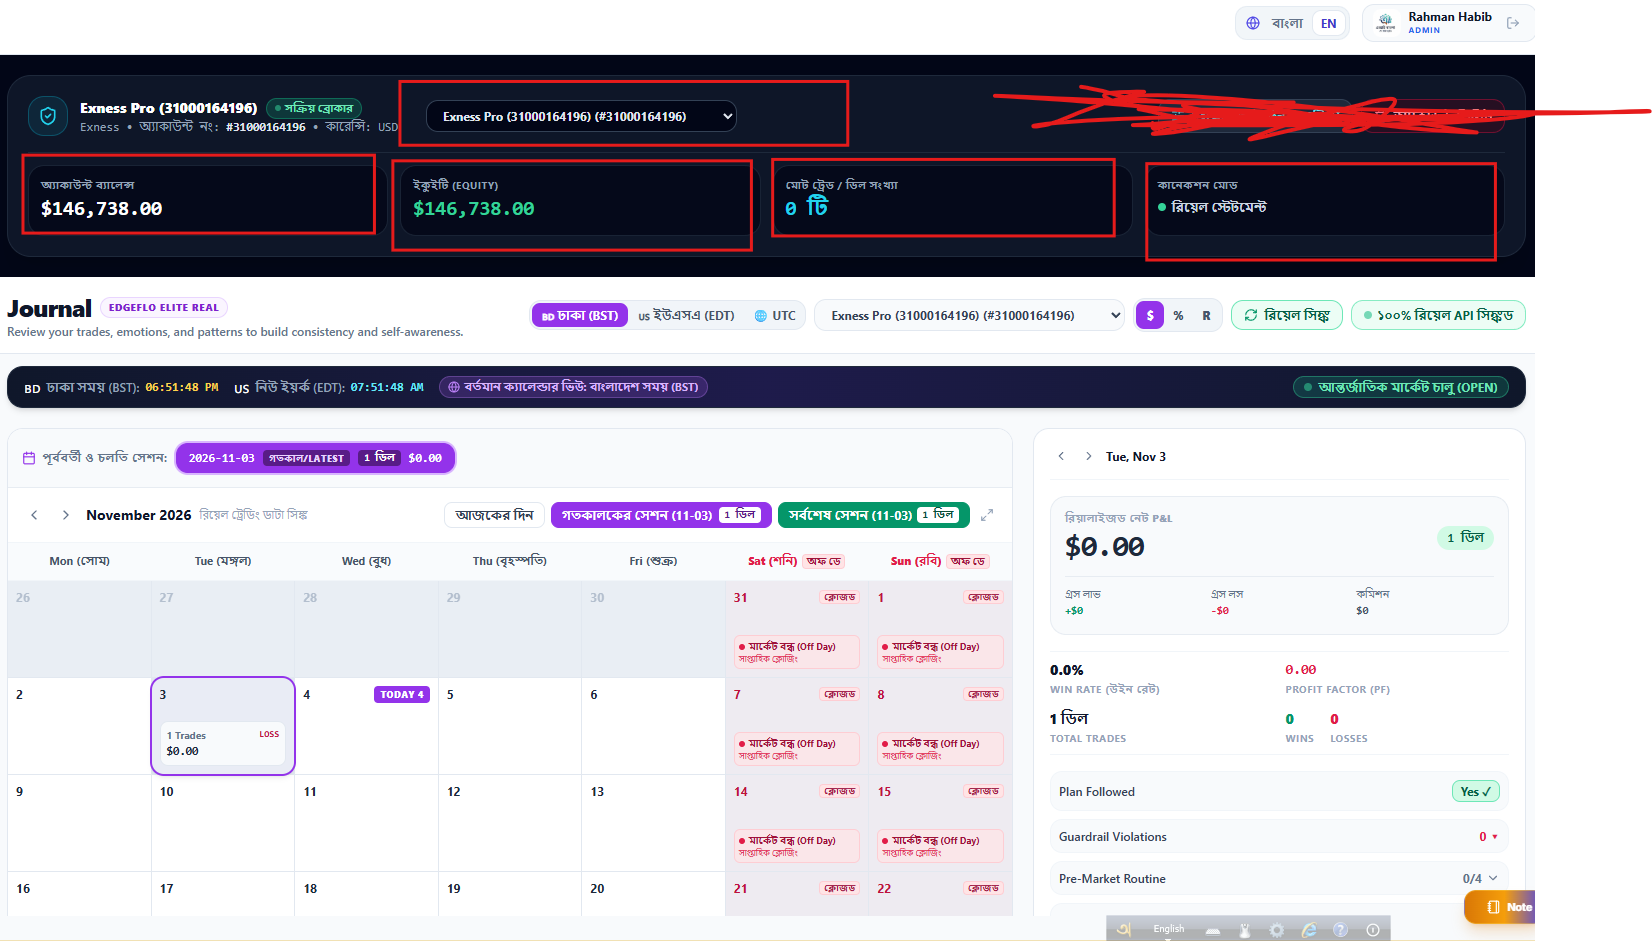 বাংলা EN
Rahman Habib
ADMIN
Exness Pro (31000164196) সক্রিয় ব্রোকার
Exness • অ্যাকাউন্ট নং: #31000164196 • কারেন্সি: USD
Exness Pro (31000164196) (#31000164196)
অ্যাকাউন্ট ব্যালেন্স
$146,738.00
ইকুইটি (EQUITY)
$146,738.00
মোট ট্রেড / ডিল সংখ্যা
0 টি
কানেকশন মোড
রিয়েল স্টেটমেন্ট
Journal EDGEFLO ELITE REAL
Review your trades, emotions, and patterns to build consistency and self-awareness.
BD ঢাকা (BST) US ইউএসএ (EDT) UTC
Exness Pro (31000164196) (#31000164196)
$ % R
রিয়েল সিঙ্ক
১০০% রিয়েল API সিঙ্কড
BD ঢাকা সময় (BST): 06:51:48 PM US নিউ ইয়র্ক (EDT): 07:51:48 AM
বর্তমান ক্যালেন্ডার ভিউ: বাংলাদেশ সময় (BST)
আন্তর্জাতিক মার্কেট চালু (OPEN)
পূর্ববর্তী ও চলতি সেশন: 2026-11-03 গতকাল/LATEST 1 ডিল $0.00
November 2026 রিয়েল ট্রেডিং ডাটা সিঙ্ক
আজকের দিন
গতকালকের সেশন (11-03) 1 ডিল
সর্বশেষ সেশন (11-03) 1 ডিল
Mon (সোম) Tue (মঙ্গল) Wed (বুধ) Thu (বৃহস্পতি) Fri (শুক্র) Sat (শনি) অফ ডে Sun (রবি) অফ ডে
26 27 28 29 30 31 ক্লোজড 1 ক্লোজড
মার্কেট বন্ধ (Off Day) মার্কেট বন্ধ (Off Day)
সাপ্তাহিক ক্লোজিং সাপ্তাহিক ক্লোজিং
2 3 4 TODAY 4 5 6 7 ক্লোজড 8 ক্লোজড
1 Trades LOSS
$0.00
মার্কেট বন্ধ (Off Day) মার্কেট বন্ধ (Off Day)
সাপ্তাহিক ক্লোজিং সাপ্তাহিক ক্লোজিং
9 10 11 12 13 14 ক্লোজড 15 ক্লোজড
মার্কেট বন্ধ (Off Day) মার্কেট বন্ধ (Off Day)
সাপ্তাহিক ক্লোজিং সাপ্তাহিক ক্লোজিং
16 17 18 19 20 21 ক্লোজড 22 ক্লোজড
Tue, Nov 3
রিয়ালাইজড নেট P&L
$0.00
1 ডিল
গ্রস লাভ গ্রস লস কমিশন
+$0 -$0 $0
0.0% 0.00
WIN RATE (উইন রেট) PROFIT FACTOR (PF)
1 ডিল 0 0
TOTAL TRADES WINS LOSSES
Plan Followed Yes ✓
Guardrail Violations 0
Pre-Market Routine 0/4
Note
অ English